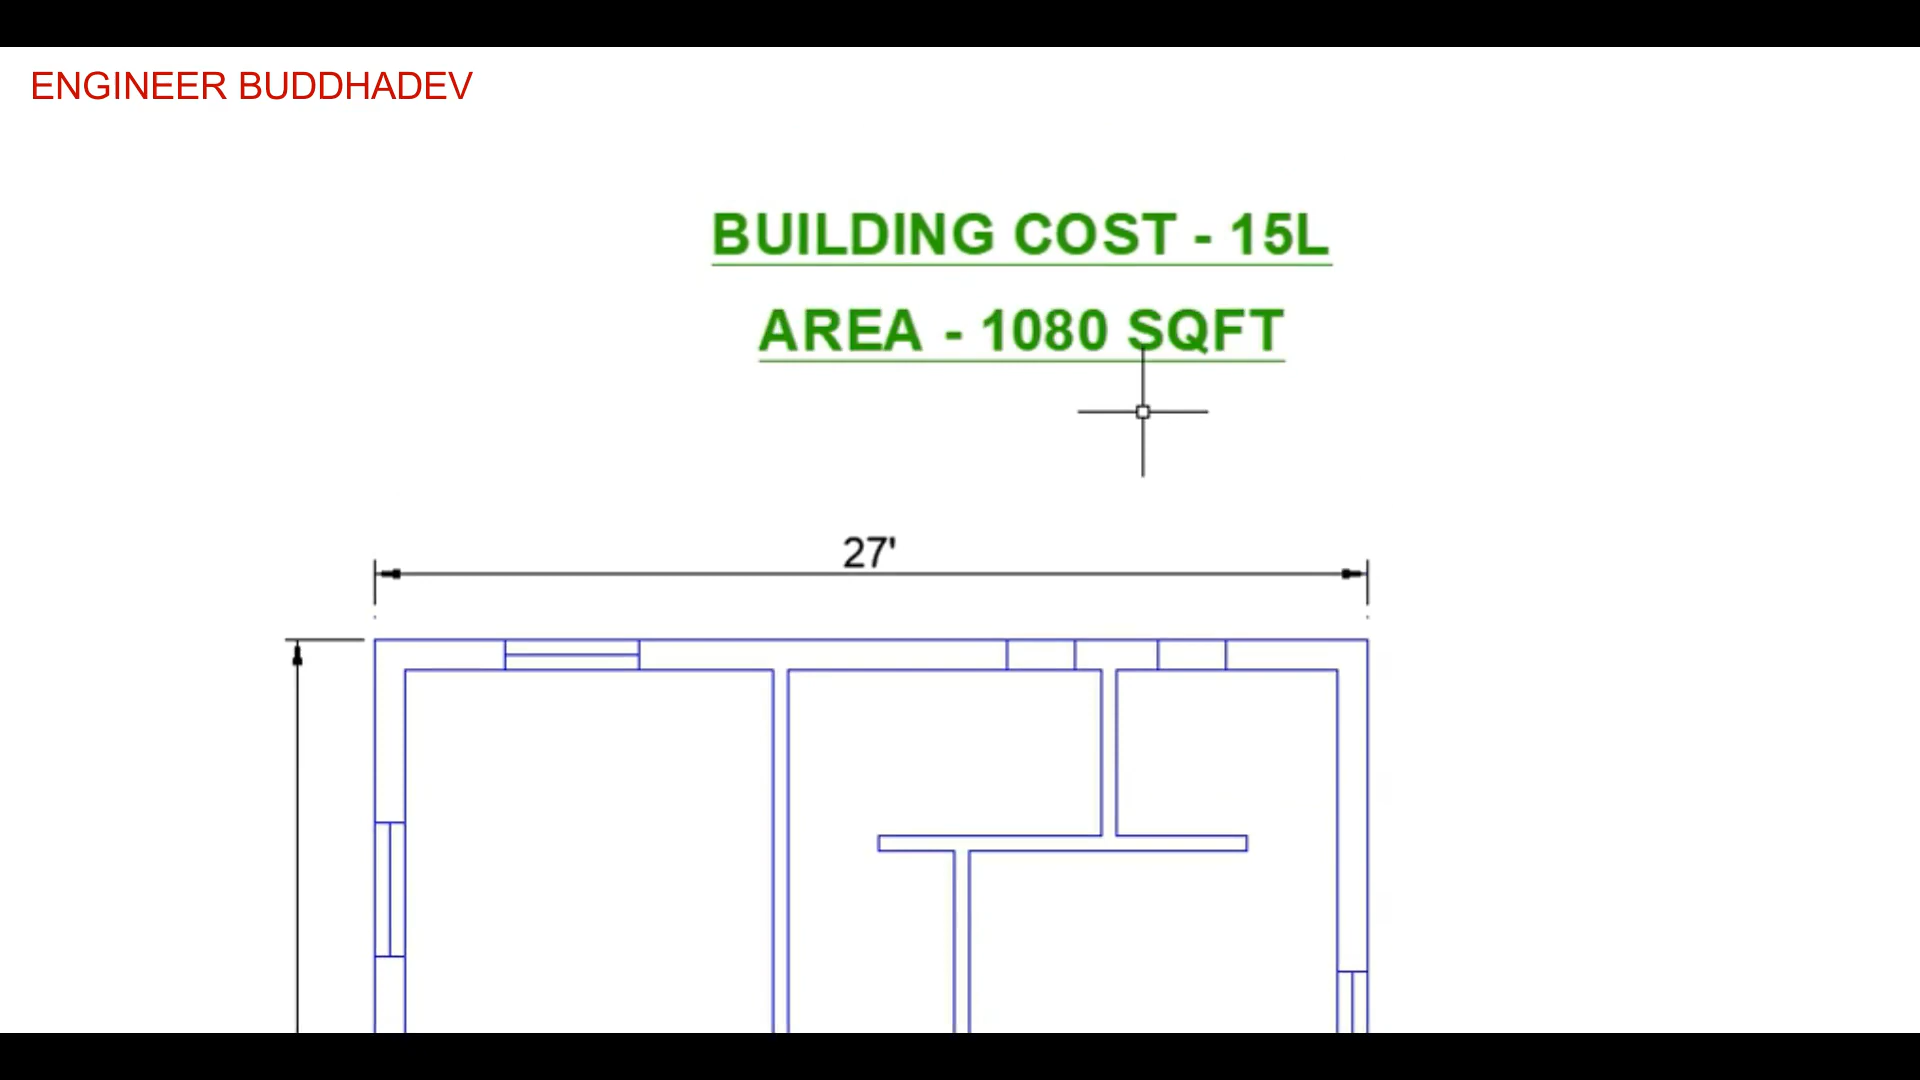 ENGINEER BUDDHADEV
BUILDING COST - 15L
AREA - 1080 SQFT
27'